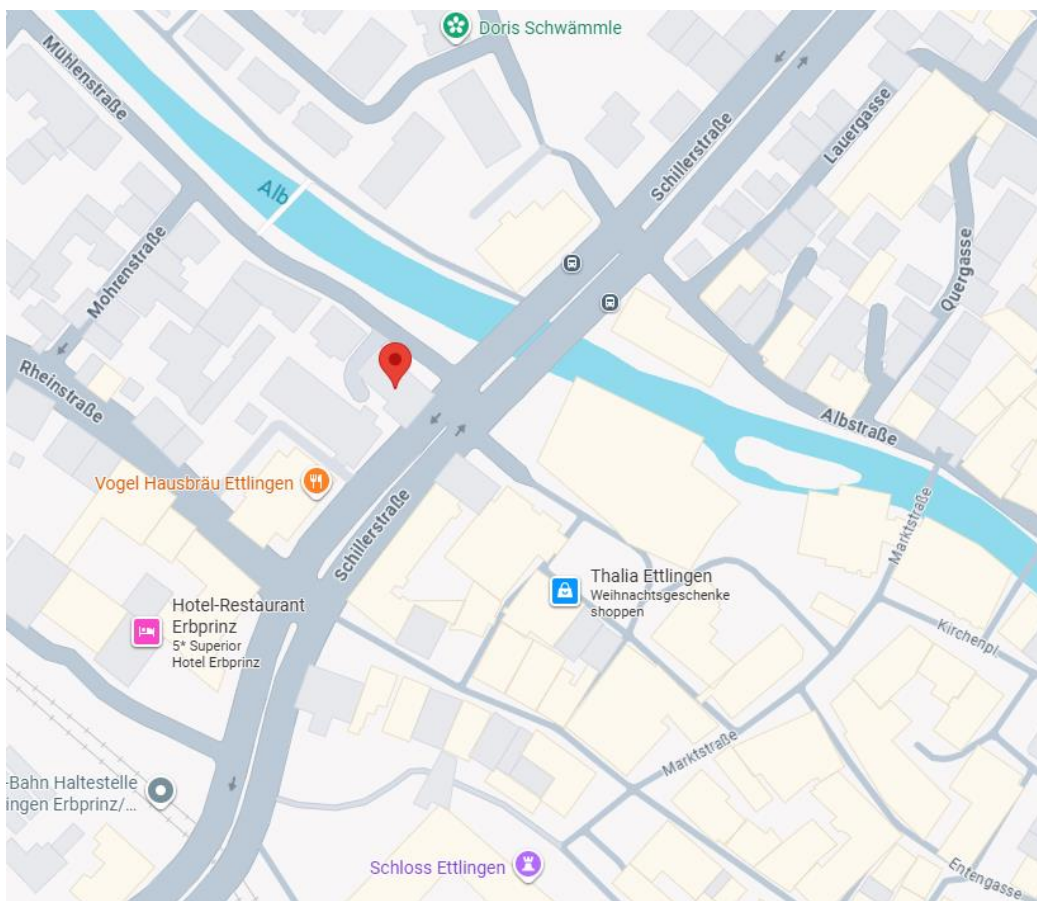 Doris Schwämmle
Mühlenstraße
Schillerstraße
Lauergasse
Alb
Quergasse
Mohrenstraße
Rheinstraße
Albstraße
Vogel Hausbräu Ettlingen
Marktstraße
Schillerstraße
Thalia Ettlingen
Weihnachtsgeschenke
shoppen
Hotel-Restaurant
Erbprinz
5* Superior
Hotel Erbprinz
Kirchenpl.
Marktstraße
-Bahn Haltestelle
ingen Erbprinz/...
Schloss Ettlingen
Entengasse